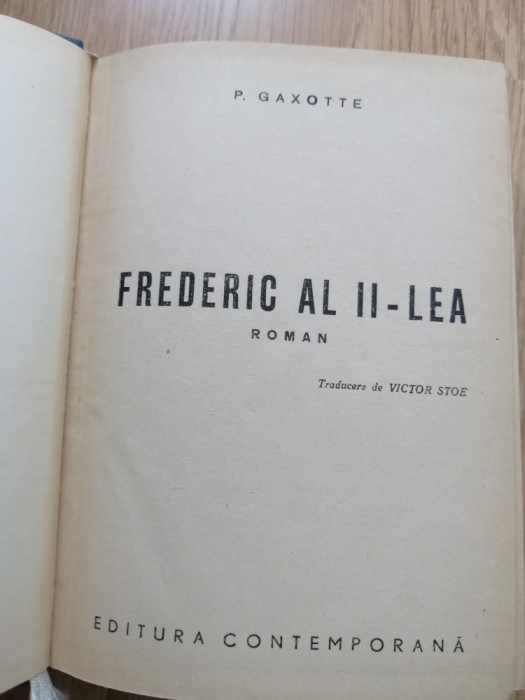 P. GAXOTTE
FREDERIC AL II-LEA
ROMAN
Traducere de VICTOR STOE
EDITURA CONTEMPORANĂ